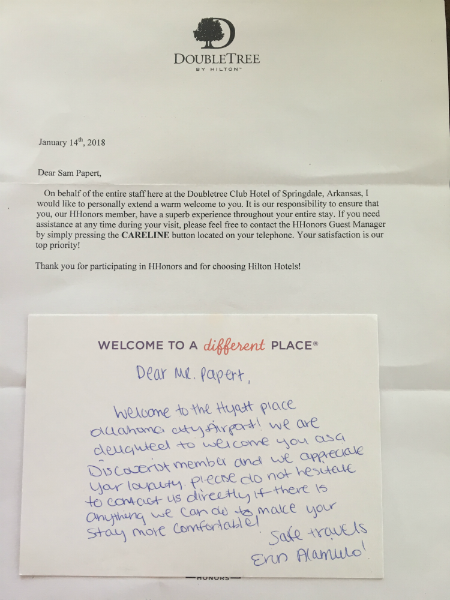 DOUBLETREE
BY HILTON™
January 14th, 2018
Dear Sam Papert,
On behalf of the entire staff here at the Doubletree Club Hotel of Springdale, Arkansas, I
would like to personally extend a warm welcome to you. It is our responsibility to ensure that
you, our HHonors member, have a superb experience throughout your entire stay. If you need
assistance at any time during your visit, please feel free to contact the HHonors Guest Manager
by simply pressing the CARELINE button located on your telephone. Your satisfaction is our
top priority!
Thank you for participating in HHonors and for choosing Hilton Hotels!
WELCOME TO A different PLACE®
Dear Mr. Papert,
Welcome to the Hyatt place
Oklahoma city Airport! we are
delighted to welcome you as a
Discoverist member and we appreciate
your loyalty. please do not hesitate
to contact us directly if there is
anything we can do to make your
stay more comfortable!
Safe travels
Erin
HONORS